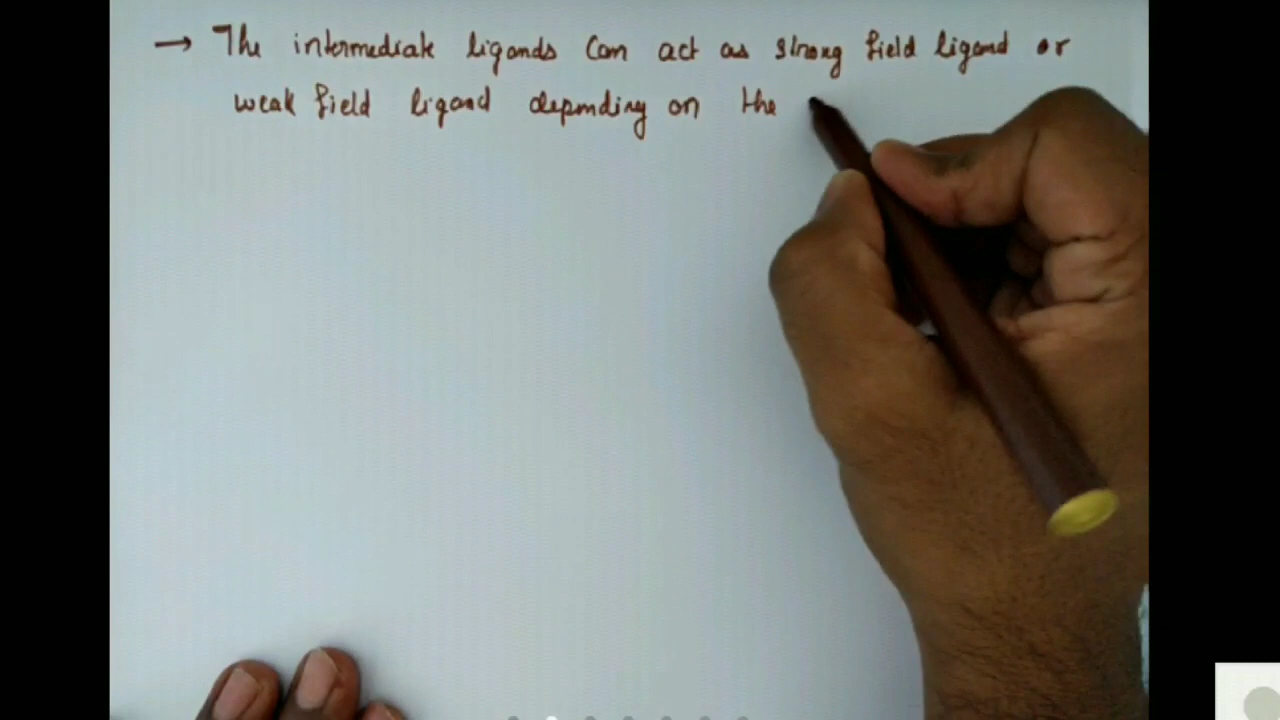 → The intermediate ligands Can act as strong field ligand or
weak field ligand depending on the